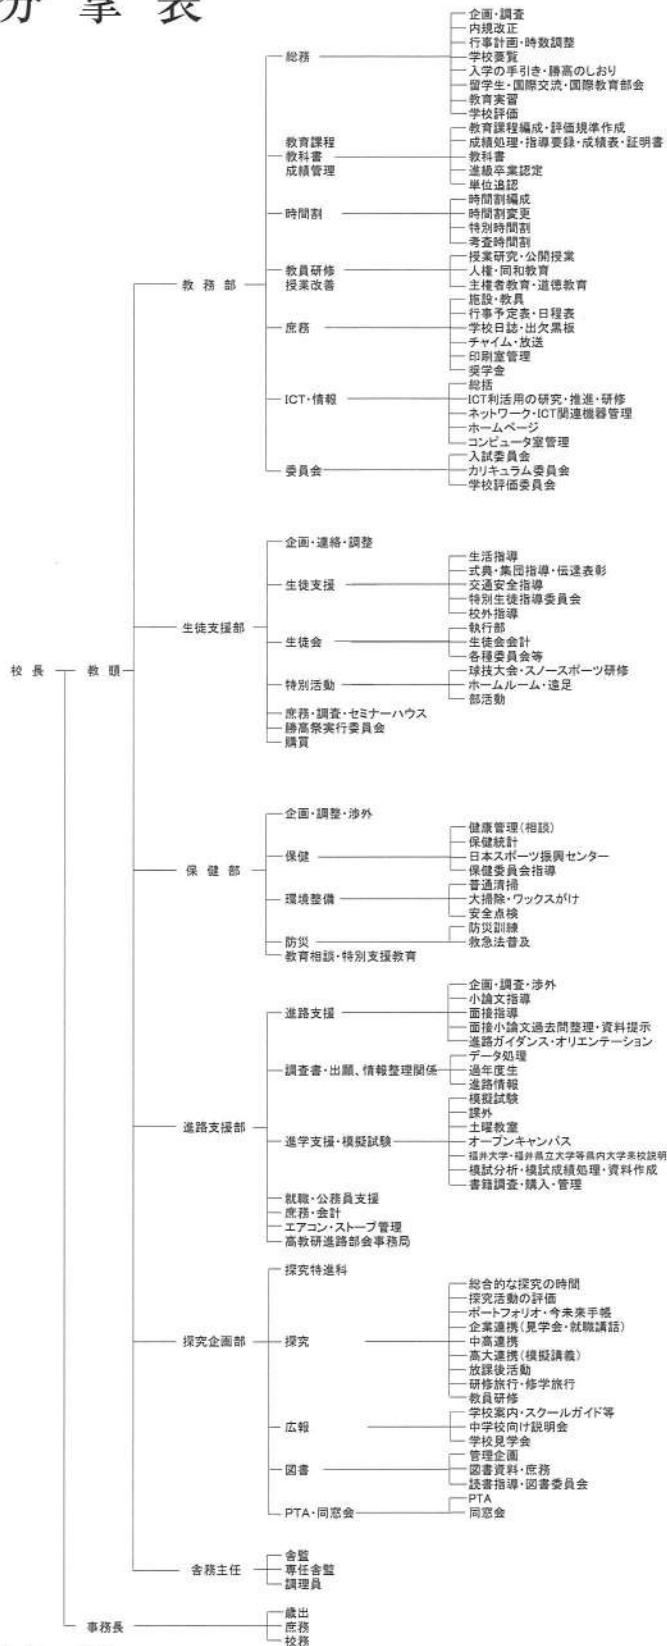 分掌表
校長
教頭
教務部
総務
企画・調査
内規改正
行事計画・時数調整
学校要覧
入学の手引き・勝高のしおり
留学生・国際交流・国際教育部会
教育実習
学校評価
教育課程
教科書
成績管理
教育課程編成・評価規準作成
成績処理・指導要録・成績表・証明書
教科書
進級卒業認定
単位追認
時間割
時間割編成
時間割変更
特別時間割
考査時間割
教員研修
授業改善
授業研究・公開授業
人権・同和教育
主権者教育・道徳教育
庶務
施設・教具
行事予定表・日程表
学校日誌・出欠黒板
チャイム・放送
印刷室管理
奨学金
ICT・情報
総括
ICT利活用の研究・推進・研修
ネットワーク・ICT関連機器管理
ホームページ
コンピュータ室管理
委員会
入試委員会
カリキュラム委員会
学校評価委員会
生徒支援部
企画・連絡・調整
生徒支援
生活指導
式典・集団指導・伝達表彰
交通安全指導
特別生徒指導委員会
校外指導
生徒会
執行部
生徒会会計
各種委員会等
特別活動
球技大会・スノースポーツ研修
ホームルーム・遠足
部活動
庶務・調査・セミナーハウス
勝高祭実行委員会
購買
保健部
企画・調整・渉外
保健
健康管理(相談)
保健統計
日本スポーツ振興センター
保健委員会指導
環境整備
普通清掃
大掃除・ワックスがけ
安全点検
防災
防災訓練
救急法普及
教育相談・特別支援教育
進路支援部
進路支援
企画・調査・渉外
小論文指導
面接指導
面接小論文過去問整理・資料提示
進路ガイダンス・オリエンテーション
調査書・出願、情報整理関係
データ処理
過年度生
進路情報
進学支援・模擬試験
模擬試験
課外
土曜教室
オープンキャンパス
福井大学・福井県立大学等県内大学来校説明
模試分析・模試成績処理・資料作成
書籍調査・購入・管理
就職・公務員支援
庶務・会計
エアコン・ストーブ管理
高教研進路部会事務局
探究企画部
探究特進科
探究
総合的な探究の時間
探究活動の評価
ポートフォリオ・今未来手帳
企業連携(見学会・就職講話)
中高連携
高大連携(模擬講義)
放課後活動
研修旅行・修学旅行
教員研修
広報
学校案内・スクールガイド等
中学校向け説明会
学校見学会
図書
管理企画
図書資料・庶務
読書指導・図書委員会
PTA・同窓会
PTA
同窓会
舎務主任
舎監
専任舎監
調理員
事務長
歳出
庶務
校務